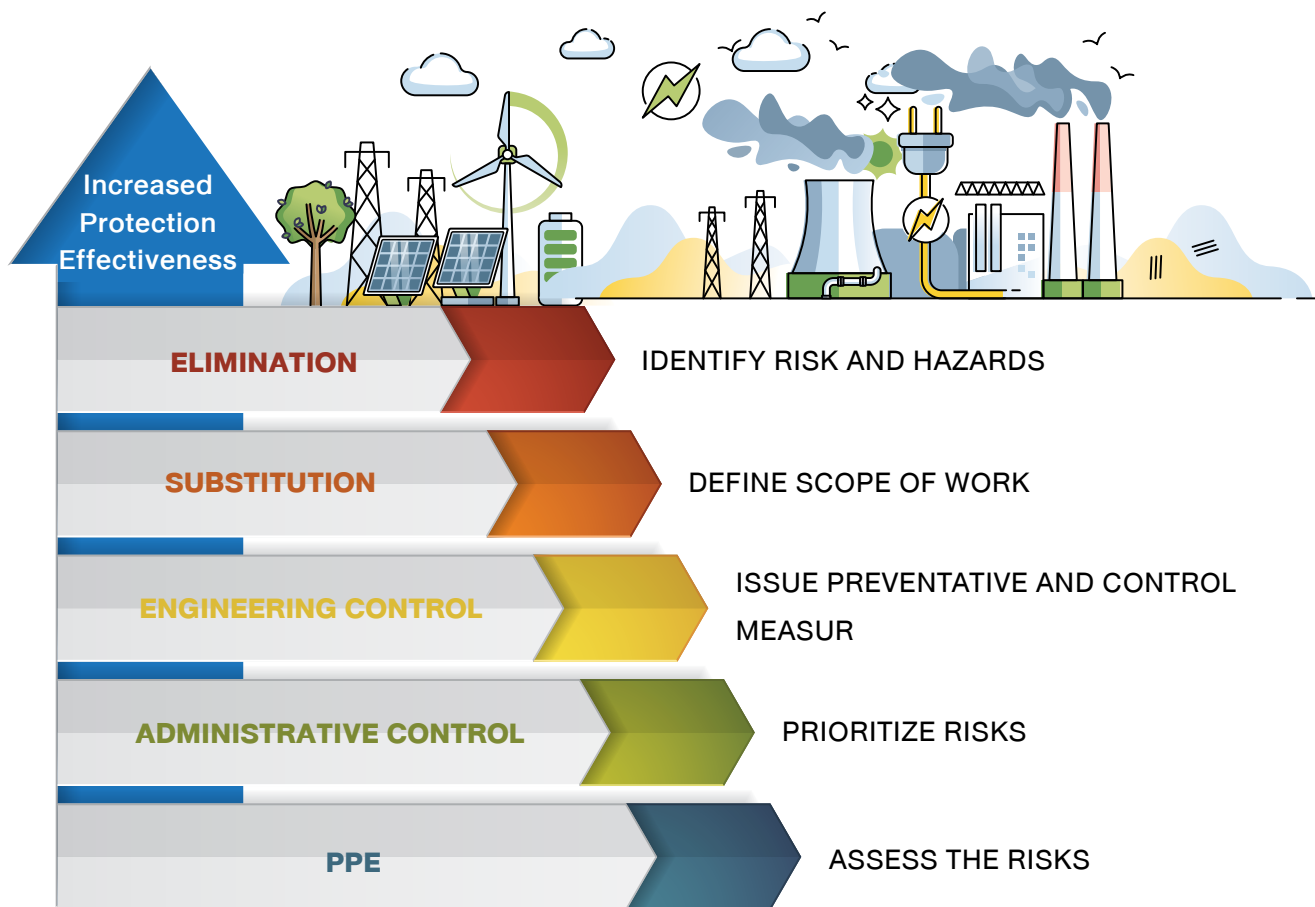 Increased
Protection
Effectiveness
ELIMINATION
IDENTIFY RISK AND HAZARDS
SUBSTITUTION
DEFINE SCOPE OF WORK
ENGINEERING CONTROL
ISSUE PREVENTATIVE AND CONTROL
MEASUR
ADMINISTRATIVE CONTROL
PRIORITIZE RISKS
PPE
ASSESS THE RISKS